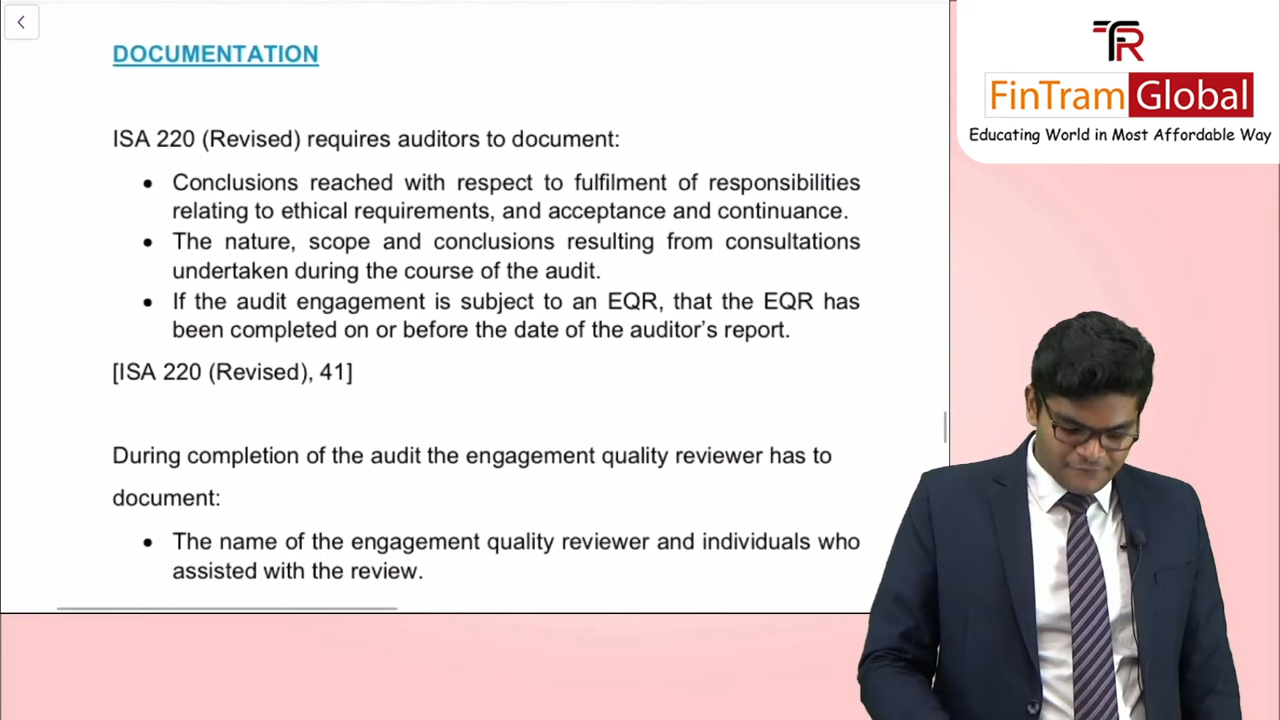 DOCUMENTATION
ISA 220 (Revised) requires auditors to document:
• Conclusions reached with respect to fulfilment of responsibilities
relating to ethical requirements, and acceptance and continuance.
• The nature, scope and conclusions resulting from consultations
undertaken during the course of the audit.
• If the audit engagement is subject to an EQR, that the EQR has
been completed on or before the date of the auditor’s report.
[ISA 220 (Revised), 41]
During completion of the audit the engagement quality reviewer has to
document:
• The name of the engagement quality reviewer and individuals who
assisted with the review.
TR
FinTram Global
Educating World in Most Affordable Way